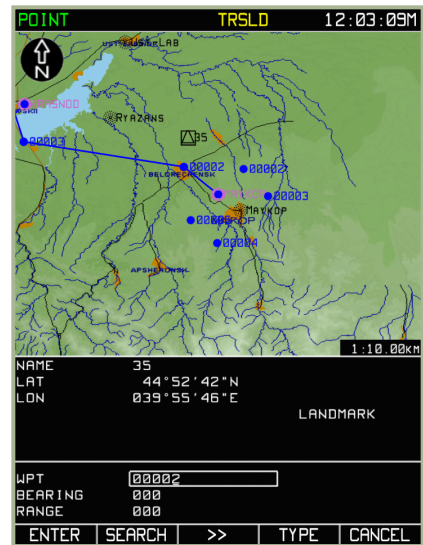 POINT TRSLD 12:03:09M
LAB
N
RYAZANS
35
00003
00002 00002
BELORECHENSK
00003
MAYKOP
00004
APSHERONSK
1:10.00KM
NAME 35
LAT 44°52'42"N
LON 039°55'46"E
LANDMARK
WPT 00002
BEARING 000
RANGE 000
ENTER SEARCH >> TYPE CANCEL